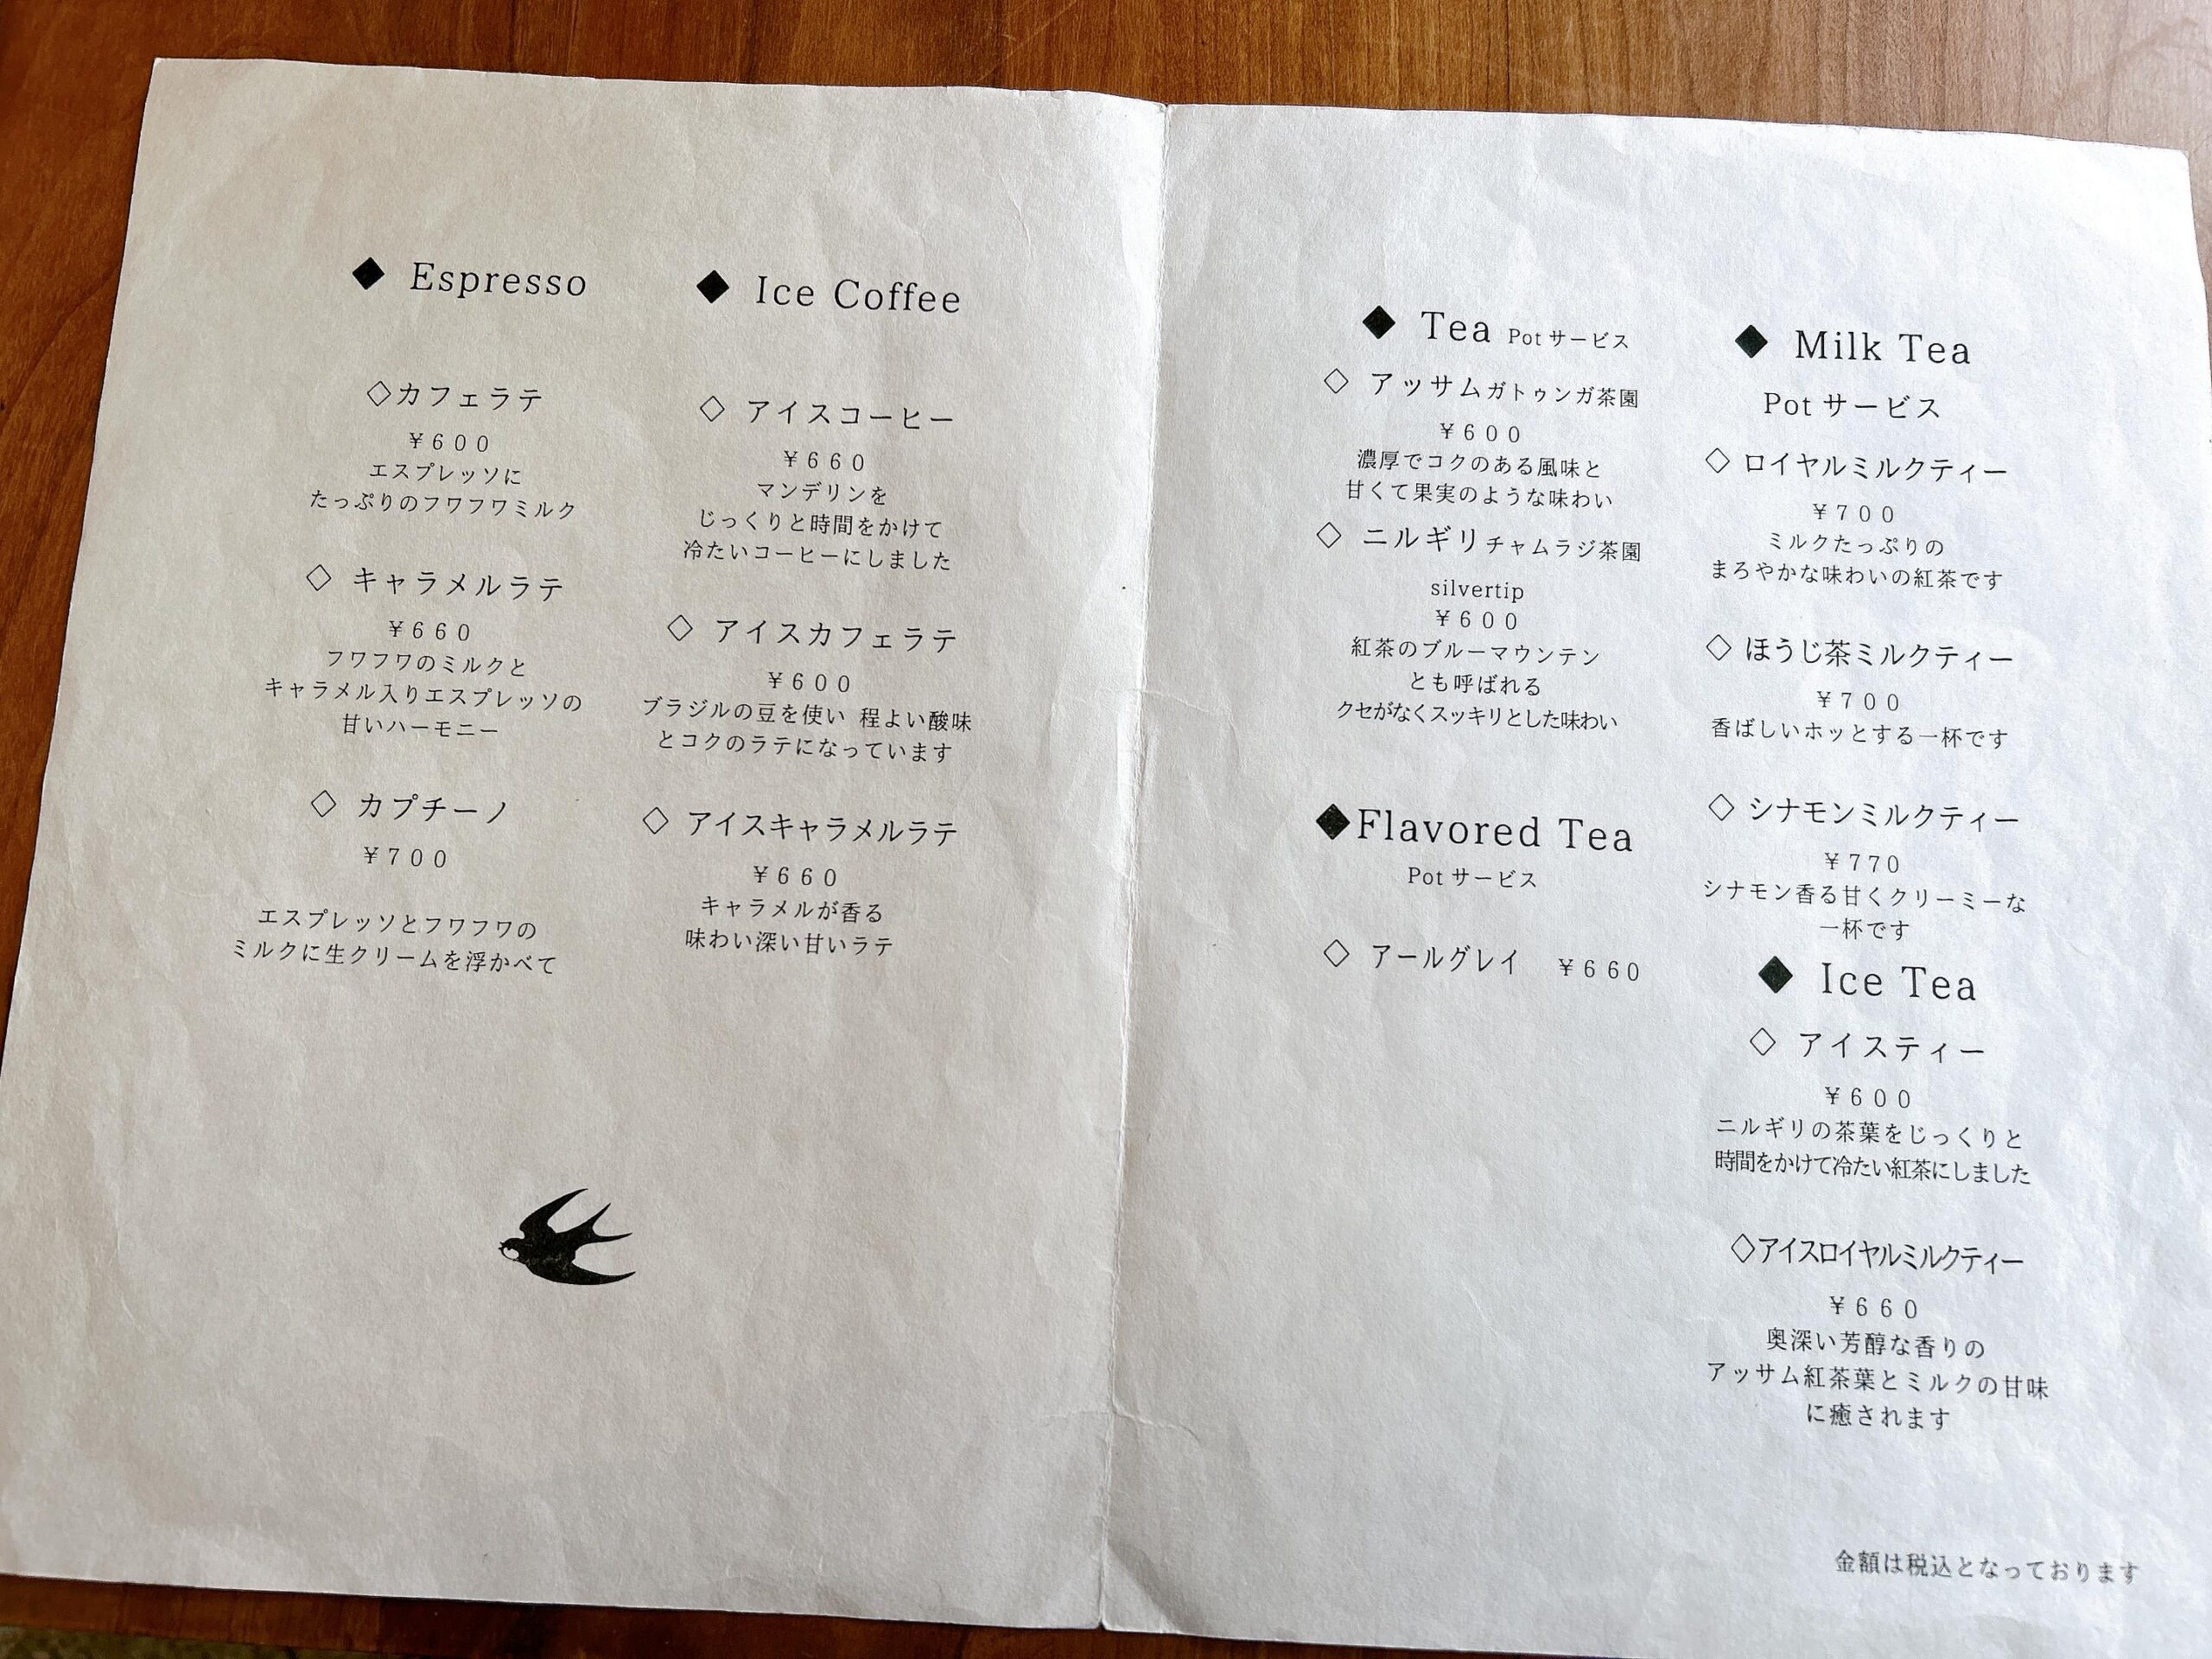 ◆ Espresso
◇カフェラテ
¥600
エスプレッソに
たっぷりのフワフワミルク
◇ キャラメルラテ
¥660
フワフワのミルクと
キャラメル入りエスプレッソの
甘いハーモニー
◇ カプチーノ
¥700
エスプレッソとフワフワの
ミルクに生クリームを浮かべて
◆ Ice Coffee
◇ アイスコーヒー
¥660
マンデリンを
じっくりと時間をかけて
冷たいコーヒーにしました
◇ アイスカフェラテ
¥600
ブラジルの豆を使い 程よい酸味
とコクのラテになっています
◇ アイスキャラメルラテ
¥660
キャラメルが香る
味わい深い甘いラテ
◆ Tea Pot サービス
◇ アッサムガトゥンガ茶園
¥600
濃厚でコクのある風味と
甘くて果実のような味わい
◇ ニルギリチャムラジ茶園
silvertip
¥600
紅茶のブルーマウンテン
とも呼ばれる
クセがなくスッキリとした味わい
◆Flavored Tea
Pot サービス
◇ アールグレイ ¥660
◆ Milk Tea
Pot サービス
◇ ロイヤルミルクティー
¥700
ミルクたっぷりの
まろやかな味わいの紅茶です
◇ ほうじ茶ミルクティー
¥700
香ばしいホッとする一杯です
◇ シナモンミルクティー
¥770
シナモン香る甘くクリーミーな
一杯です
◆ Ice Tea
◇ アイスティー
¥600
ニルギリの茶葉をじっくりと
時間をかけて冷たい紅茶にしました
◇アイスロイヤルミルクティー
¥660
奥深い芳醇な香りの
アッサム紅茶葉とミルクの甘味
に癒されます
金額は税込となっております